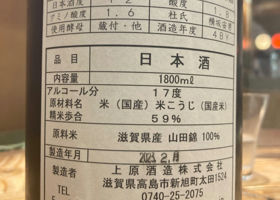 日本酒度 1.2 酸度
アミノ酸度 1.6 杜氏
使用酵母 蔵付・他 酒造年度 4BY
品目 日本酒
内容量 1800mℓ
アルコール分 17度
原材料名 米(国産)米こうじ(国産米)
精米歩合 59%
原料米 滋賀県産 山田錦 100%
製造年月 2023.2月
製造者 上原酒造株式会社
滋賀県高島市新旭町太田1524
0740-25-2075